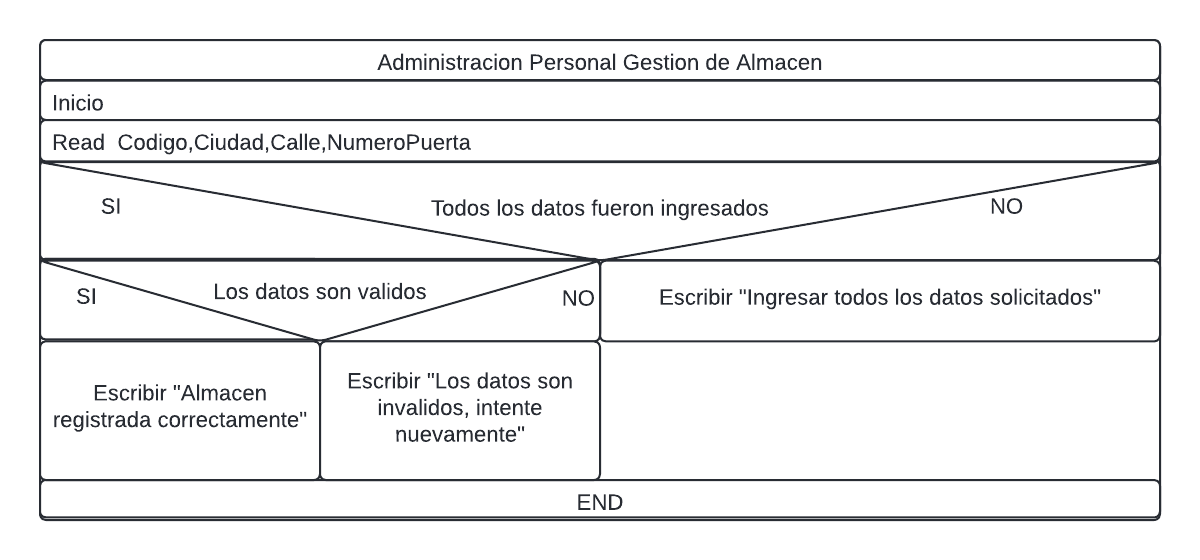 Administracion Personal Gestion de Almacen
Inicio
Read  Codigo,Ciudad,Calle,NumeroPuerta
SI
Todos los datos fueron ingresados
NO
SI
Los datos son validos
NO
Escribir "Ingresar todos los datos solicitados"
Escribir "Almacen
registrada correctamente"
Escribir "Los datos son
invalidos, intente
nuevamente"
END